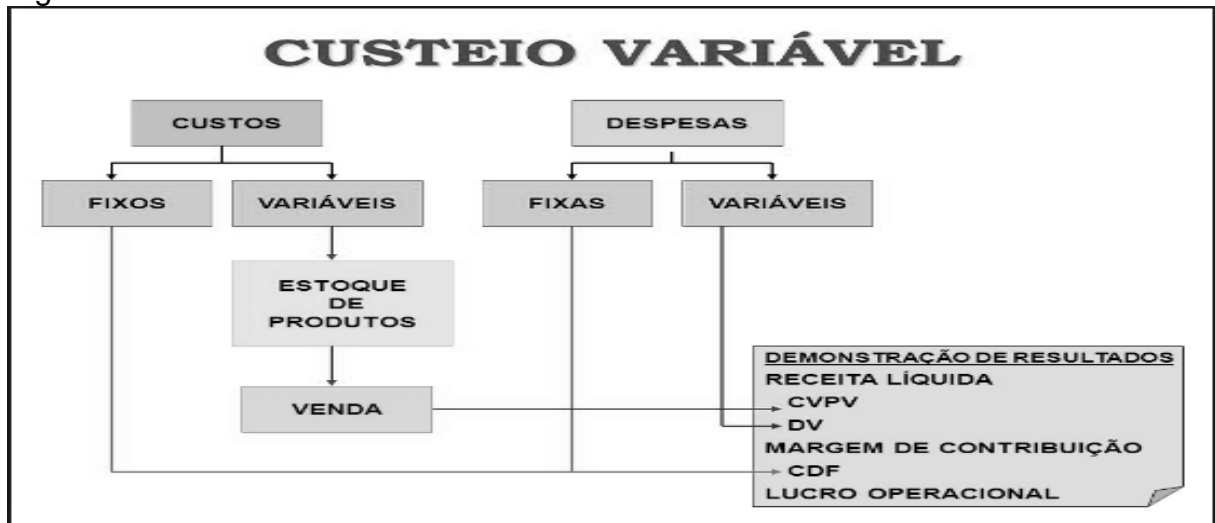 CUSTEIO VARIÁVEL
CUSTOS
DESPESAS
FIXOS
VARIÁVEIS
FIXAS
VARIÁVEIS
ESTOQUE
DE
PRODUTOS
VENDA
DEMONSTRAÇÃO DE RESULTADOS
RECEITA LÍQUIDA
CVPV
DV
MARGEM DE CONTRIBUIÇÃO
CDF
LUCRO OPERACIONAL